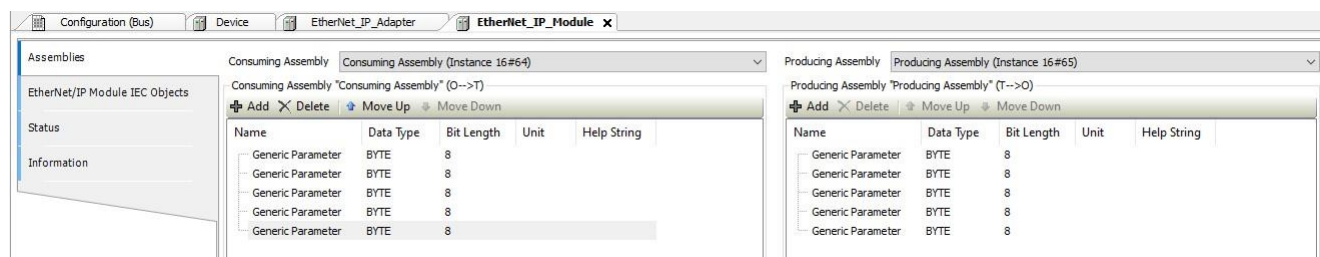 Configuration (Bus) Device EtherNet_IP_Adapter EtherNet_IP_Module x
Assemblies
EtherNet/IP Module IEC Objects
Status
Information
Consuming Assembly Consuming Assembly (Instance 16#64)
Consuming Assembly "Consuming Assembly" (O-->T)
Add Delete Move Up Move Down
Name Data Type Bit Length Unit Help String
Generic Parameter BYTE 8
Generic Parameter BYTE 8
Generic Parameter BYTE 8
Generic Parameter BYTE 8
Generic Parameter BYTE 8
Producing Assembly Producing Assembly (Instance 16#65)
Producing Assembly "Producing Assembly" (T-->O)
Add Delete Move Up Move Down
Name Data Type Bit Length Unit Help String
Generic Parameter BYTE 8
Generic Parameter BYTE 8
Generic Parameter BYTE 8
Generic Parameter BYTE 8
Generic Parameter BYTE 8